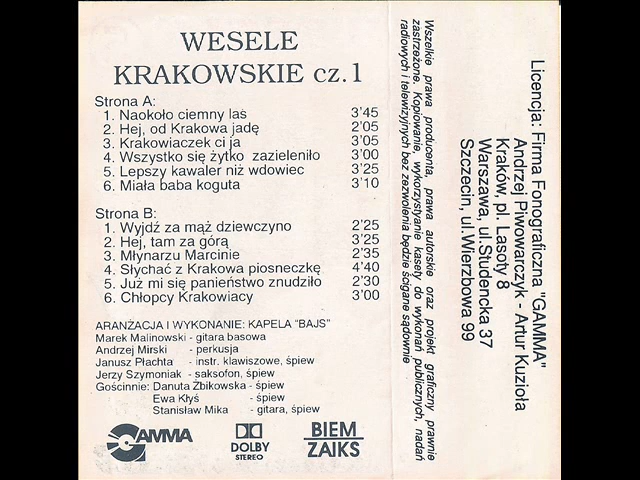 WESELE
KRAKOWSKIE cz.1
Strona A:
1. Naokoło ciemny laś 3'45
2. Hej, od Krakowa jadę 2'05
3. Krakowiaczek ci ja 3'05
4. Wszystko się żytko zazieleniło 3'00
5. Lepszy kawaler niż wdowiec 3'25
6. Miała baba koguta 3'10
Strona B:
1. Wyjdź za mąż dziewczyno 2'25
2. Hej, tam za górą 3'25
3. Młynarzu Marcinie 2'35
4. Słychać z Krakowa piosneczkę 4'40
5. Już mi się panieństwo znudziło 2'30
6. Chłopcy Krakowiacy 3'00
ARANŻACJA I WYKONANIE: KAPELA "BAJS"
Marek Malinowski - gitara basowa
Andrzej Mirski - perkusja
Janusz Płachta - instr. klawiszowe, śpiew
Jerzy Szymoniak - saksofon, śpiew
Gościnnie: Danuta Żbikowska - śpiew
Ewa Kłyś - śpiew
Stanisław Mika - gitara, śpiew
GAMMA
DOLBY
STEREO
BIEM
ZAIKS
Wszelkie prawa producenta, prawa autorskie oraz projekt graficzny prawnie
zastrzeżone. Kopiowanie, wykorzystywanie kasety do wykonań publicznych, nadań
radiowych i telewizyjnych bez zezwolenia będzie ścigane sądownie
Licencja: Firma Fonograficzna "GAMMA"
Andrzej Piwowarczyk - Artur Kuzioła
Kraków, pl. Lasoty 8
Warszawa, ul.Studencka 37
Szczecin, ul.Wierzbowa 99